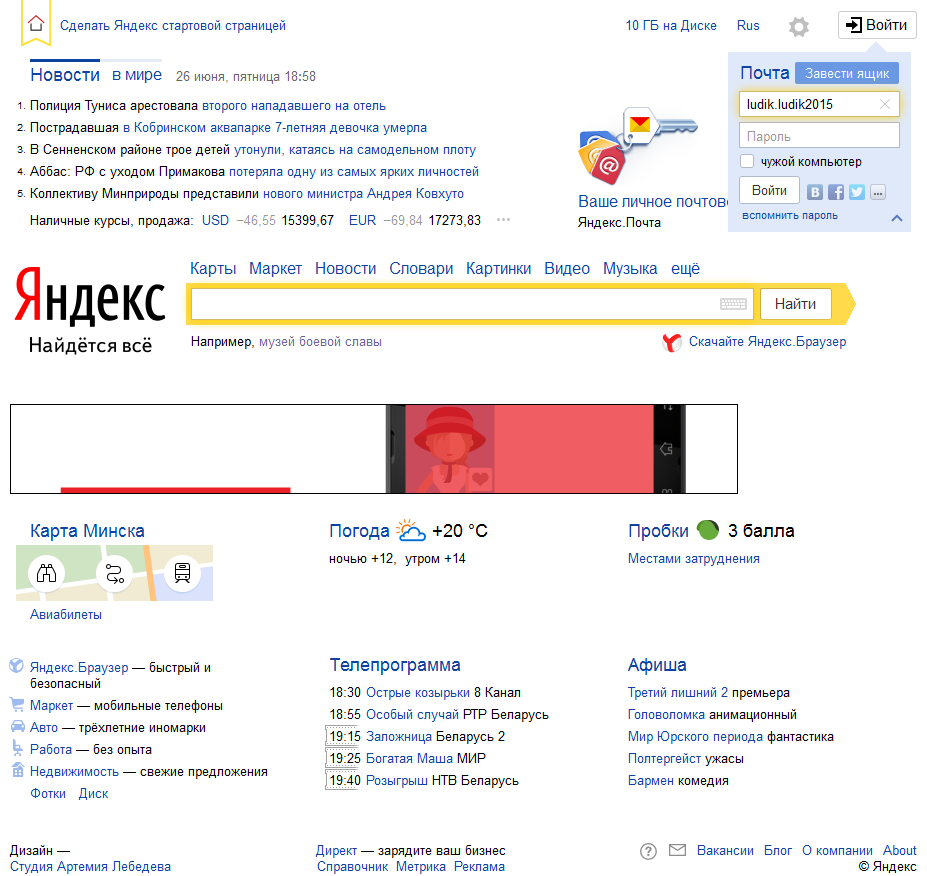 Сделать Яндекс стартовой страницей
10 ГБ на Диске Rus Войти
Новости в мире 26 июня, пятница 18:58
1. Полиция Туниса арестовала второго нападавшего на отель
2. Пострадавшая в Кобринском аквапарке 7-летняя девочка умерла
3. В Сенненском районе трое детей утонули, катаясь на самодельном плоту
4. Аббас: РФ с уходом Примакова потеряла одну из самых ярких личностей
5. Коллективу Минприроды представили нового министра Андрея Ковхуто
Наличные курсы, продажа: USD −46,55 15399,67 EUR −69,84 17273,83
Ваше личное почтово
Яндекс.Почта
Почта Завести ящик
ludik.ludik2015
Пароль
чужой компьютер
Войти
вспомнить пароль
Карты Маркет Новости Словари Картинки Видео Музыка ещё
Яндекс
Найдётся всё
Найти
Например, музей боевой славы
Скачайте Яндекс.Браузер
Карта Минска
Авиабилеты
Погода +20 °C
ночью +12, утром +14
Пробки 3 балла
Местами затруднения
Яндекс.Браузер — быстрый и
безопасный
Маркет — мобильные телефоны
Авто — трёхлетние иномарки
Работа — без опыта
Недвижимость — свежие предложения
Фотки Диск
Телепрограмма
18:30 Острые козырьки 8 Канал
18:55 Особый случай РТР Беларусь
19:15 Заложница Беларусь 2
19:25 Богатая Маша МИР
19:40 Розыгрыш НТВ Беларусь
Афиша
Третий лишний 2 премьера
Головоломка анимационный
Мир Юрского периода фантастика
Полтергейст ужасы
Бармен комедия
Дизайн —
Студия Артемия Лебедева
Директ — зарядите ваш бизнес
Справочник Метрика Реклама
Вакансии Блог О компании About
© Яндекс